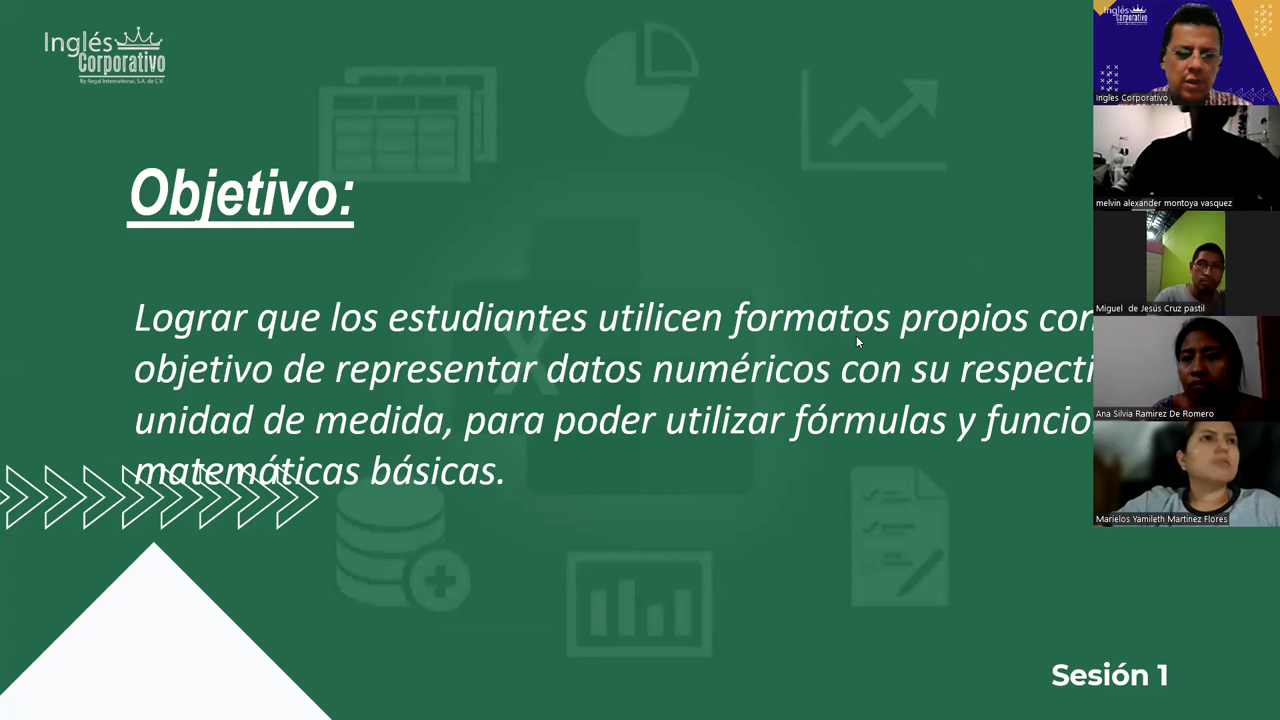 Inglés
Corporativo
By Regal International, S.A. de C.V.
Objetivo:
Lograr que los estudiantes utilicen formatos propios con
objetivo de representar datos numéricos con su respecti
unidad de medida, para poder utilizar fórmulas y funcio
matemáticas básicas.
Sesión 1
Inglés
Corporativo
Ingles Corporativo
melvin alexander montoya vasquez
Miguel de Jesús Cruz pastil
Ana Silvia Ramirez De Romero
Marielos Yamileth Martinez Flores